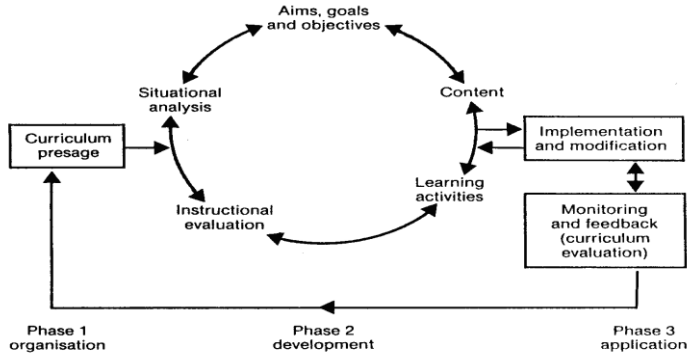 Aims, goals
and objectives
Situational
analysis
Content
Curriculum
presage
Implementation
and modification
Learning
activities
Instructional
evaluation
Monitoring
and feedback
(curriculum
evaluation)
Phase 1
organisation
Phase 2
development
Phase 3
application